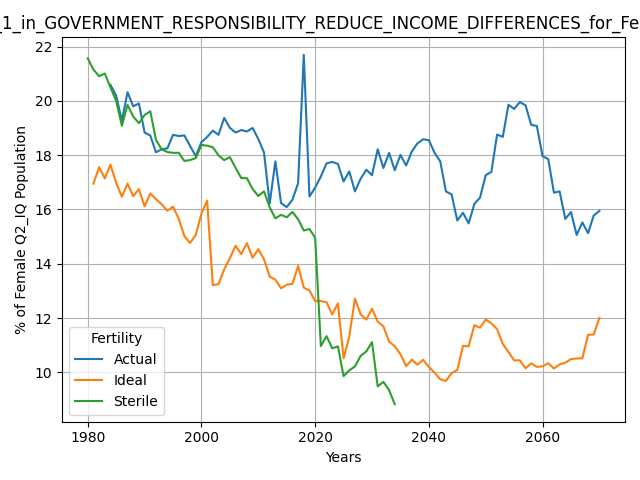 _1_in_GOVERNMENT_RESPONSIBILITY_REDUCE_INCOME_DIFFERENCES_for_Fe
22
20
18
16
14
12
10
% of Female Q2_IQ Population
Fertility
Actual
Ideal
Sterile
1980 2000 2020 2040 2060
Years